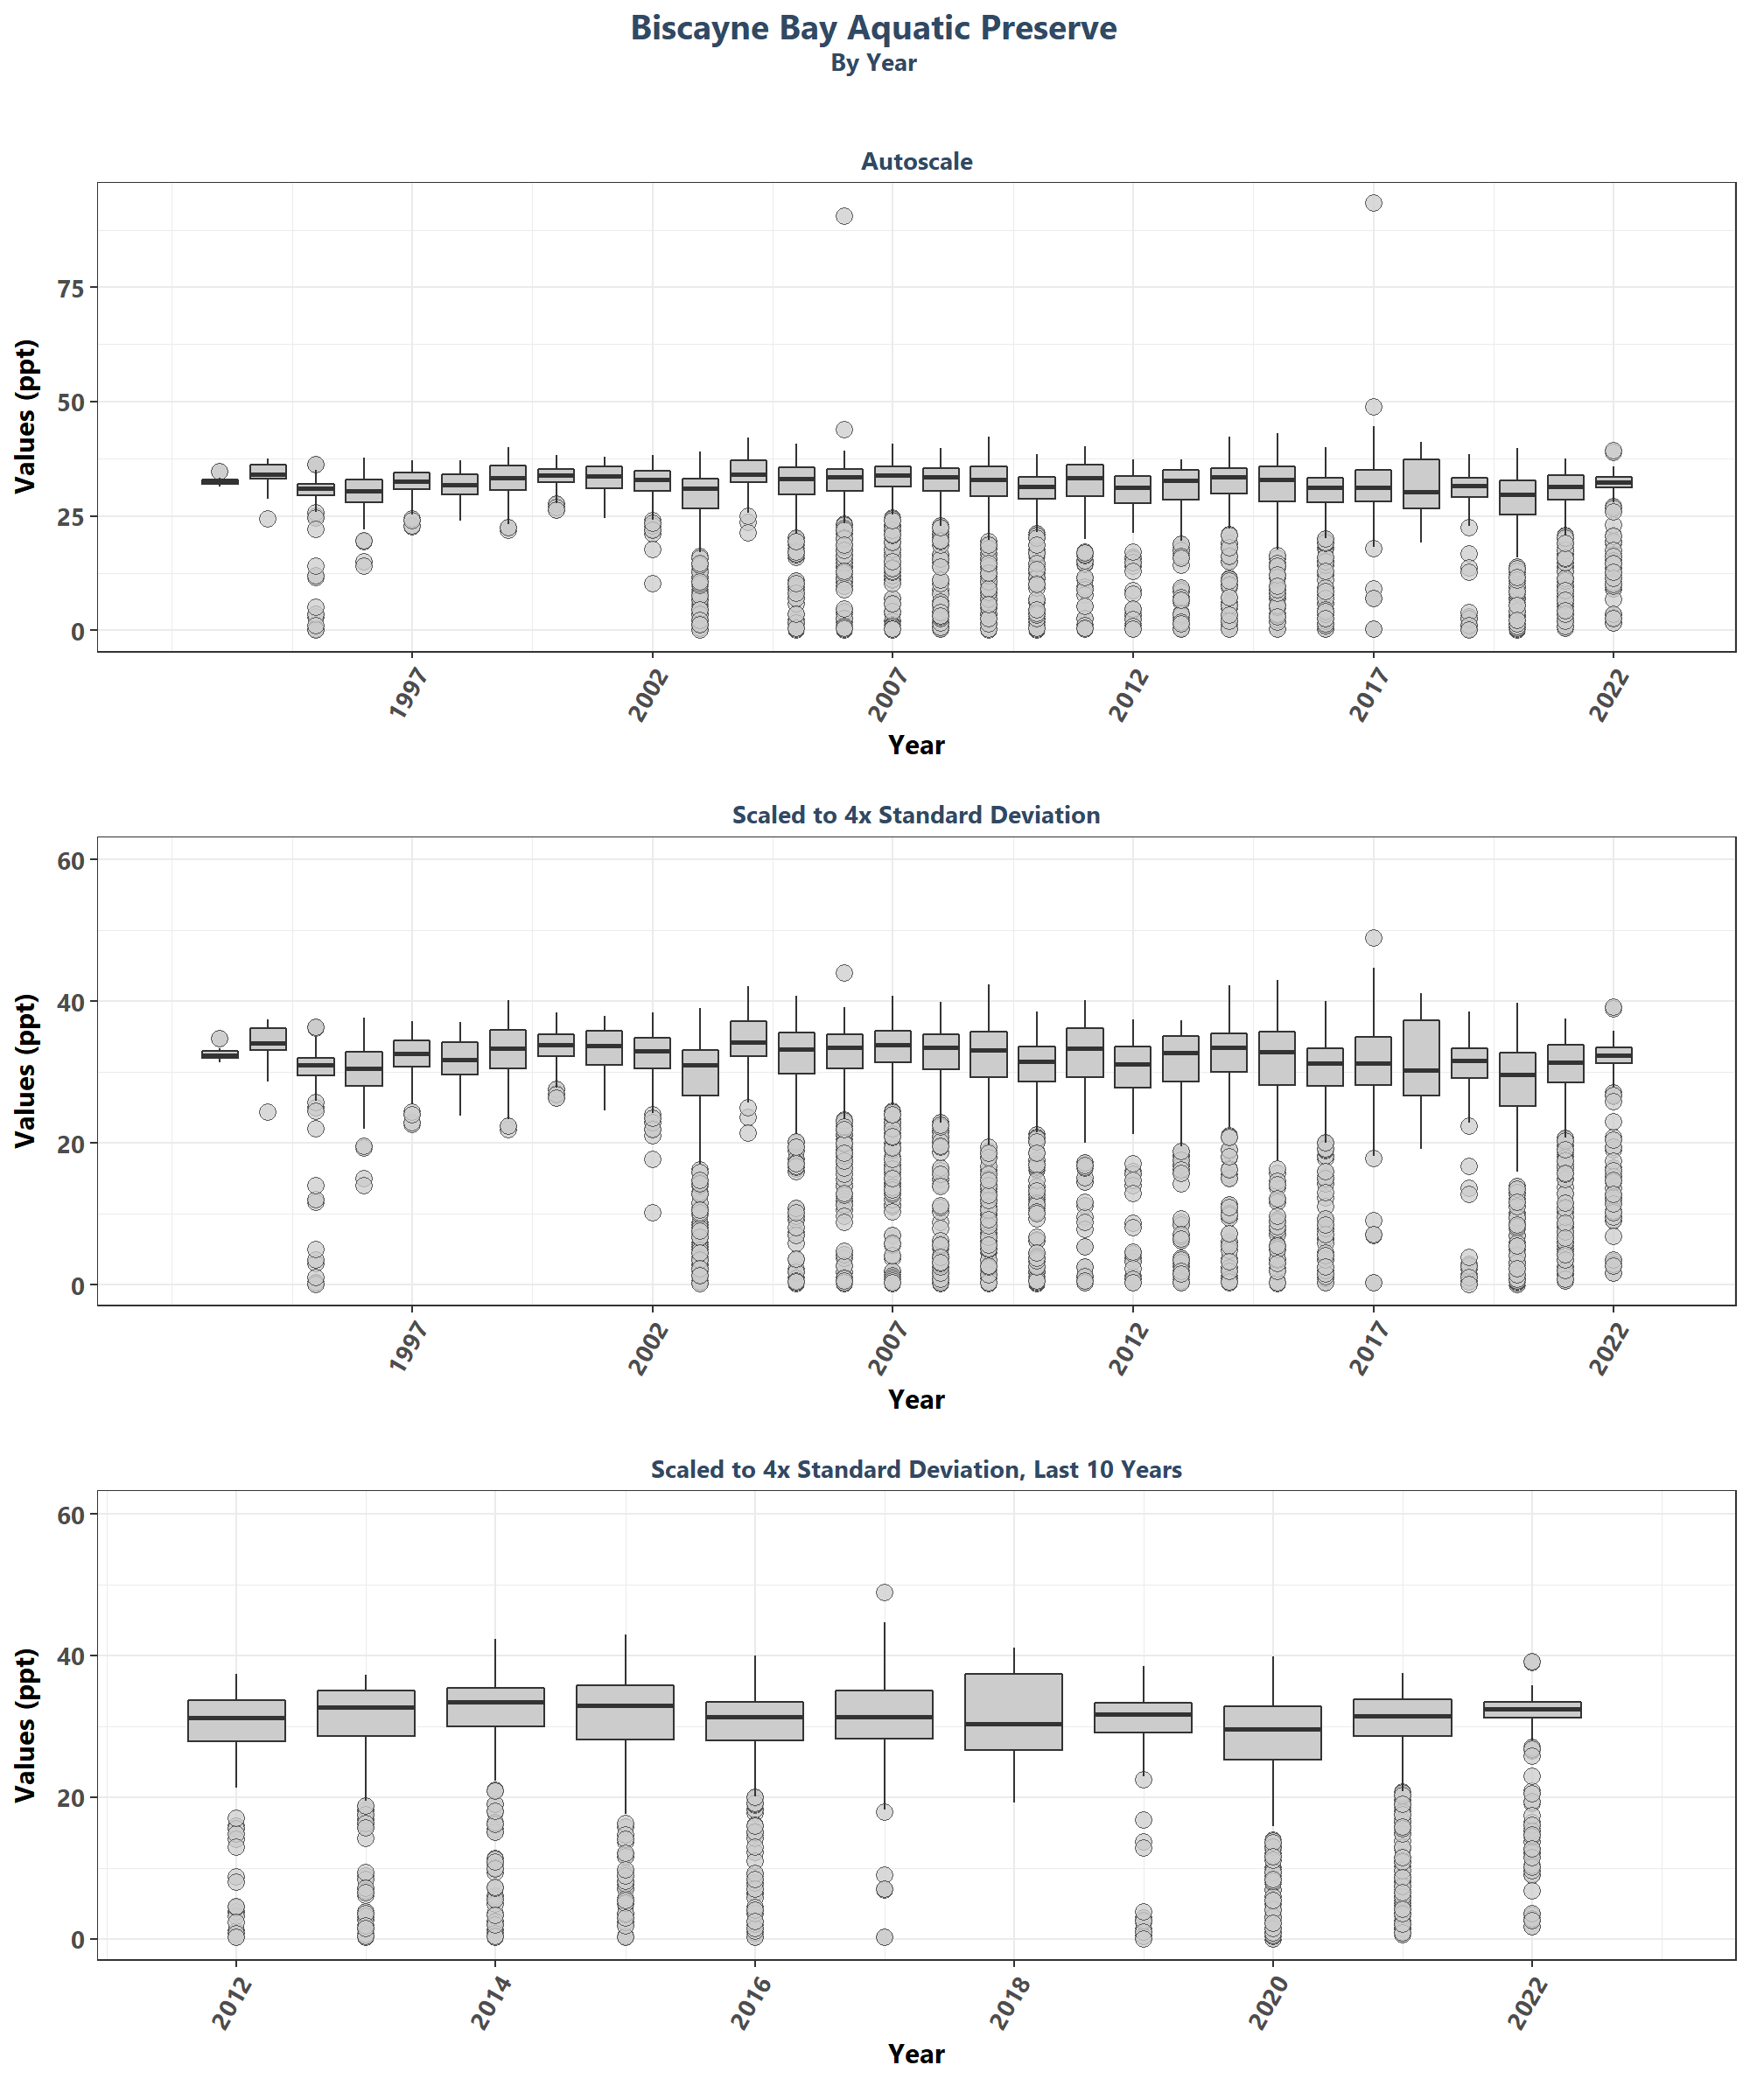 Biscayne Bay Aquatic Preserve
By Year
Autoscale
Values (ppt)
75
50
25
0
1997 2002 2007 2012 2017 2022
Year
Scaled to 4x Standard Deviation
Values (ppt)
60
40
20
0
1997 2002 2007 2012 2017 2022
Year
Scaled to 4x Standard Deviation, Last 10 Years
Values (ppt)
60
40
20
0
2012 2014 2016 2018 2020 2022
Year